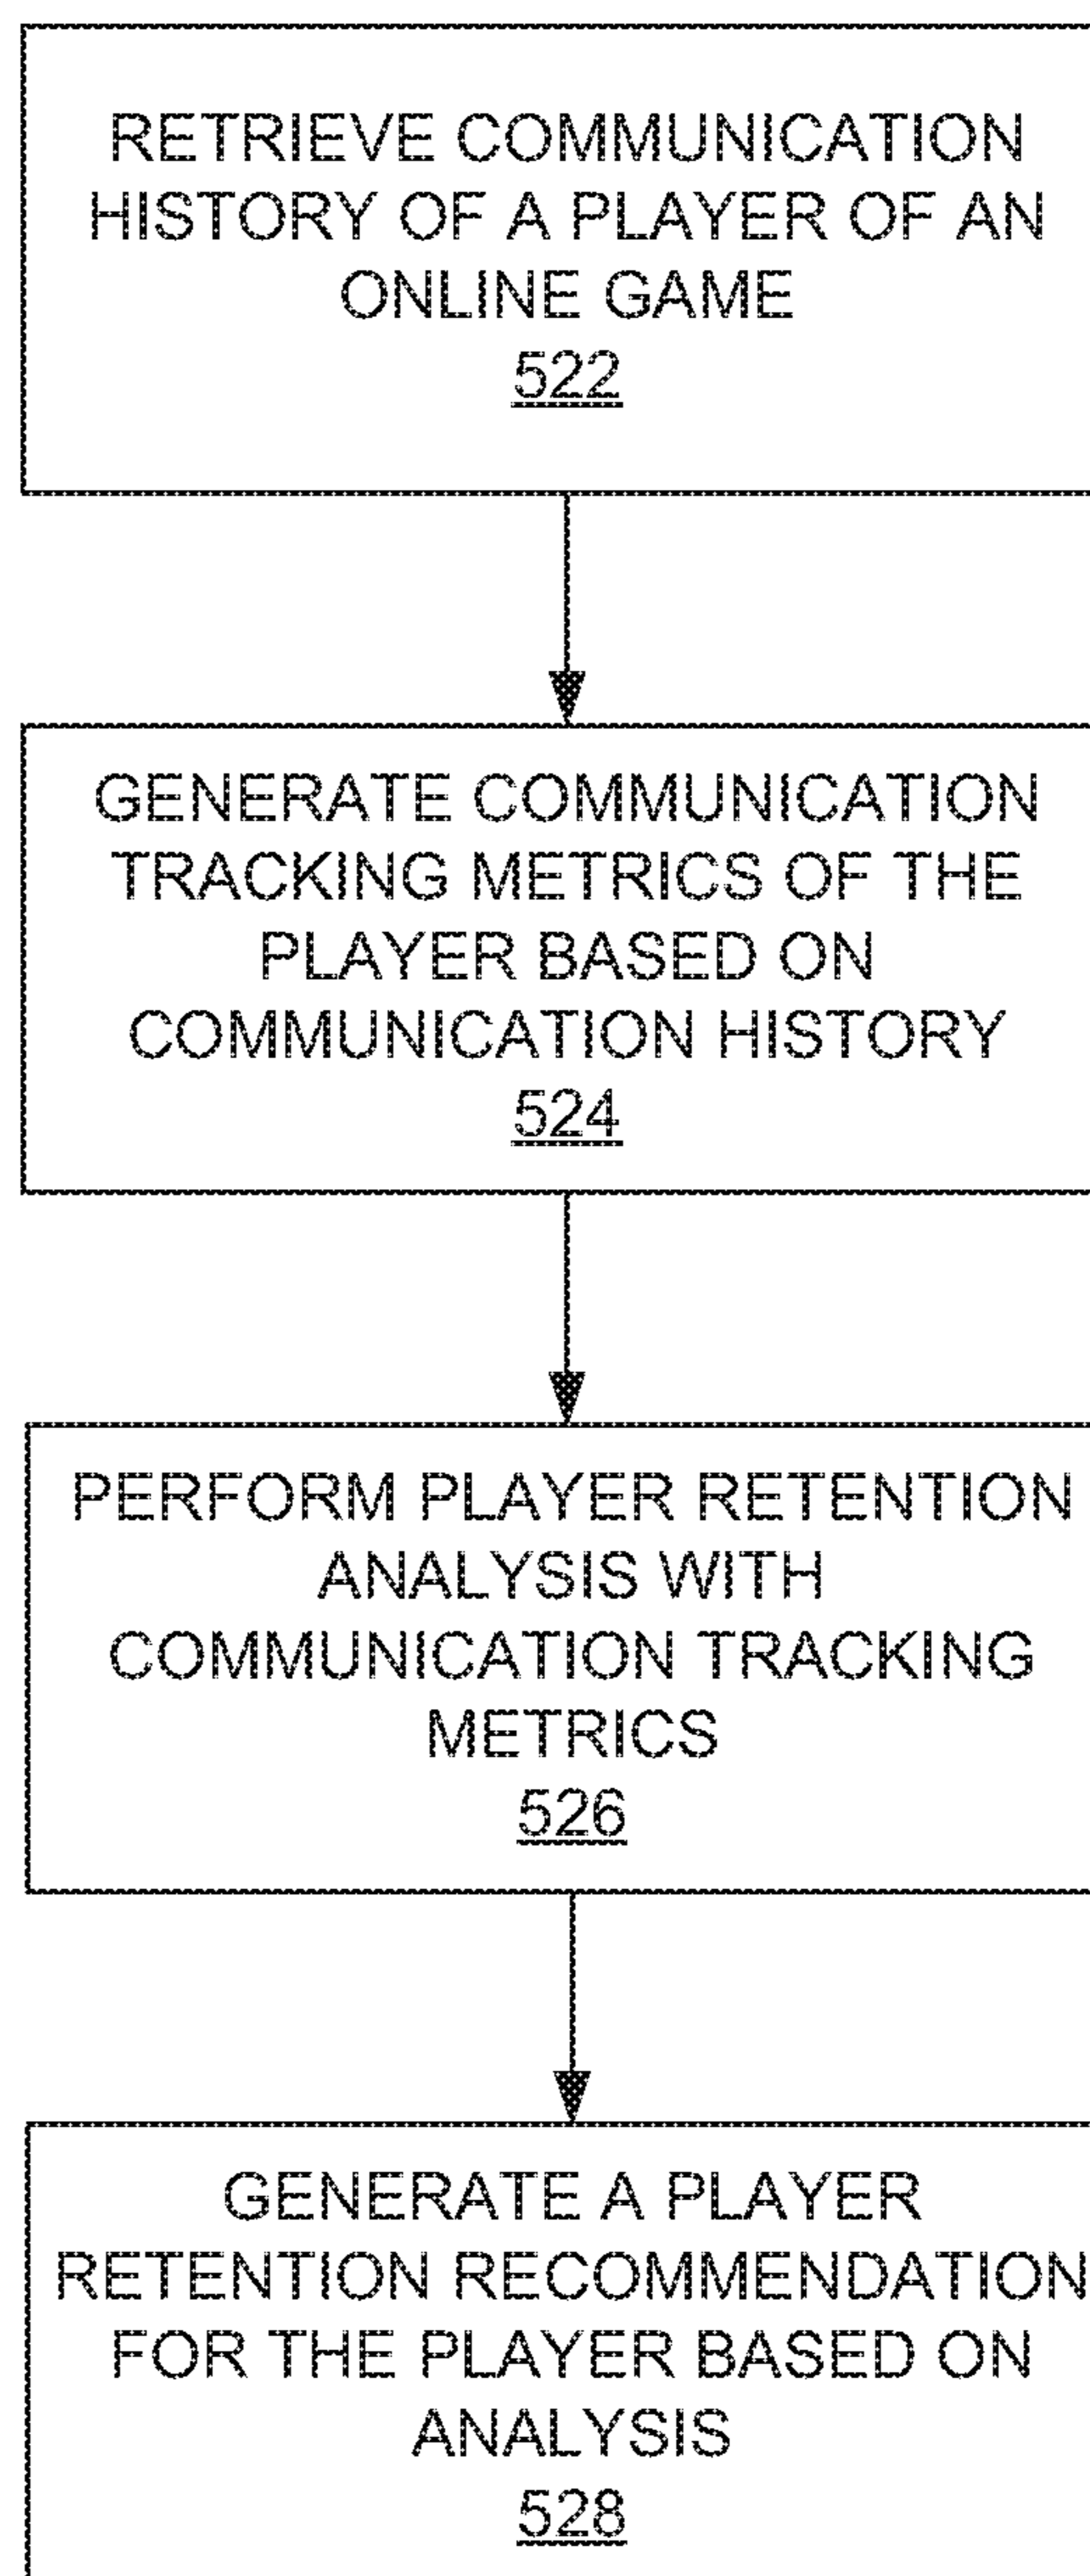 RETRIEVE COMMUNICATION
HISTORY OF A PLAYER OF AN
ONLINE GAME
522
GENERATE COMMUNICATION
TRACKING METRICS OF THE
PLAYER BASED ON
COMMUNICATION HISTORY
524
PERFORM PLAYER RETENTION
ANALYSIS WITH
COMMUNICATION TRACKING
METRICS
526
GENERATE A PLAYER
RETENTION RECOMMENDATION
FOR THE PLAYER BASED ON
ANALYSIS
528